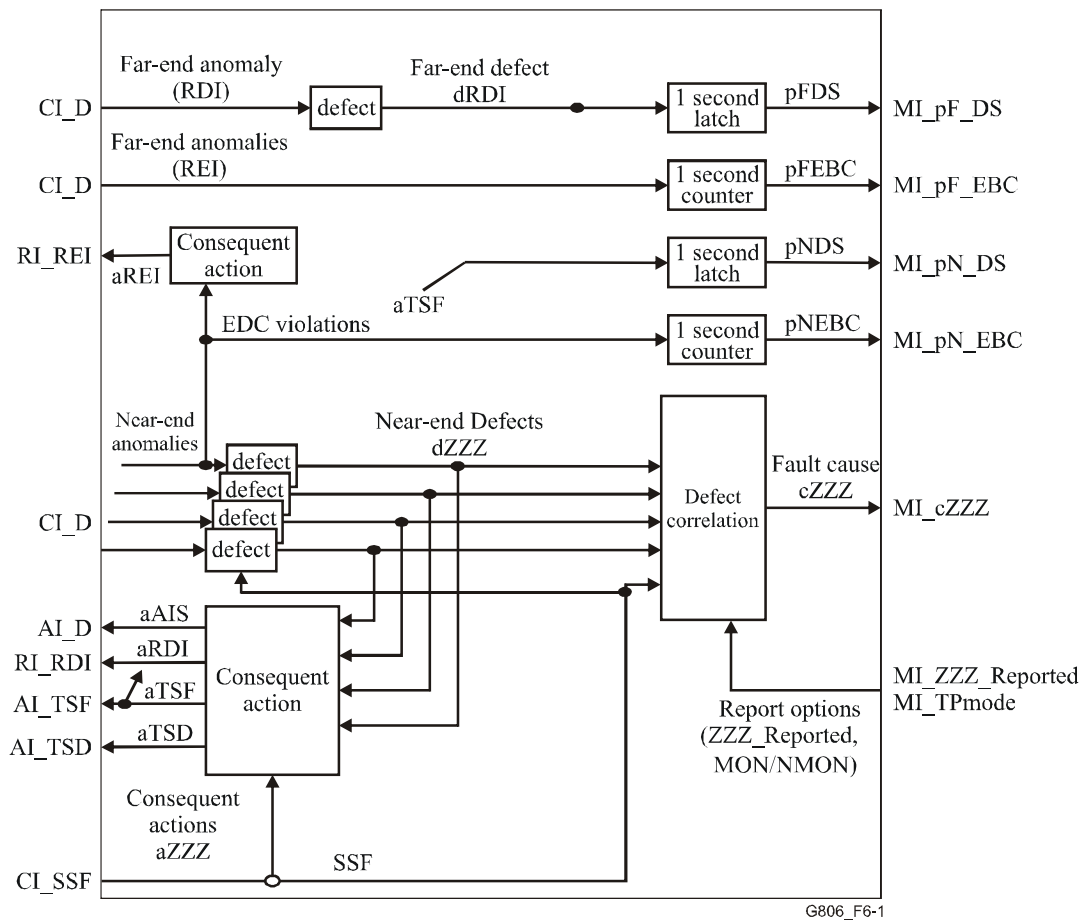 Far-end anomaly
(RDI)
Far-end defect
dRDI
CI_D
defect
1 second
latch
pFDS
MI_pF_DS
Far-end anomalies
(REI)
CI_D
1 second
counter
pFEBC
MI_pF_EBC
RI_REI
aREI
Consequent
action
aTSF
1 second
latch
pNDS
MI_pN_DS
EDC violations
1 second
counter
pNEBC
MI_pN_EBC
Near-end
anomalies
Near-end Defects
dZZZ
defect
defect
defect
defect
CI_D
Defect
correlation
Fault cause
cZZZ
MI_cZZZ
AI_D
aAIS
RI_RDI
aRDI
AI_TSF
aTSF
AI_TSD
aTSD
Consequent
action
MI_ZZZ_Reported
MI_TPmode
Report options
(ZZZ_Reported,
MON/NMON)
Consequent
actions
aZZZ
CI_SSF
SSF
G806_F6-1